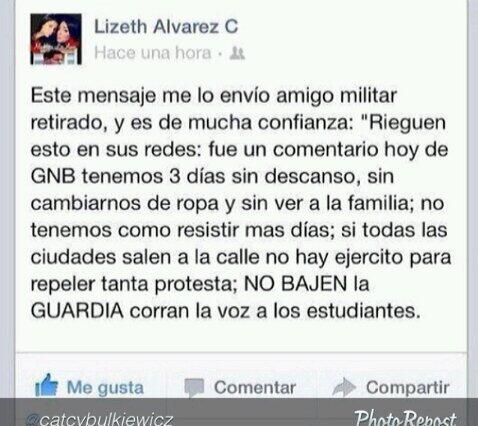 Lizeth Alvarez C
Hace una hora ·
Este mensaje me lo envío amigo militar
retirado, y es de mucha confianza: "Rieguen
esto en sus redes: fue un comentario hoy de
GNB tenemos 3 días sin descanso, sin
cambiarnos de ropa y sin ver a la familia; no
tenemos como resistir mas días; si todas las
ciudades salen a la calle no hay ejercito para
repeler tanta protesta; NO BAJEN la
GUARDIA corran la voz a los estudiantes.
Me gusta Comentar Compartir
@catcybulkiewicz PhotoRepost